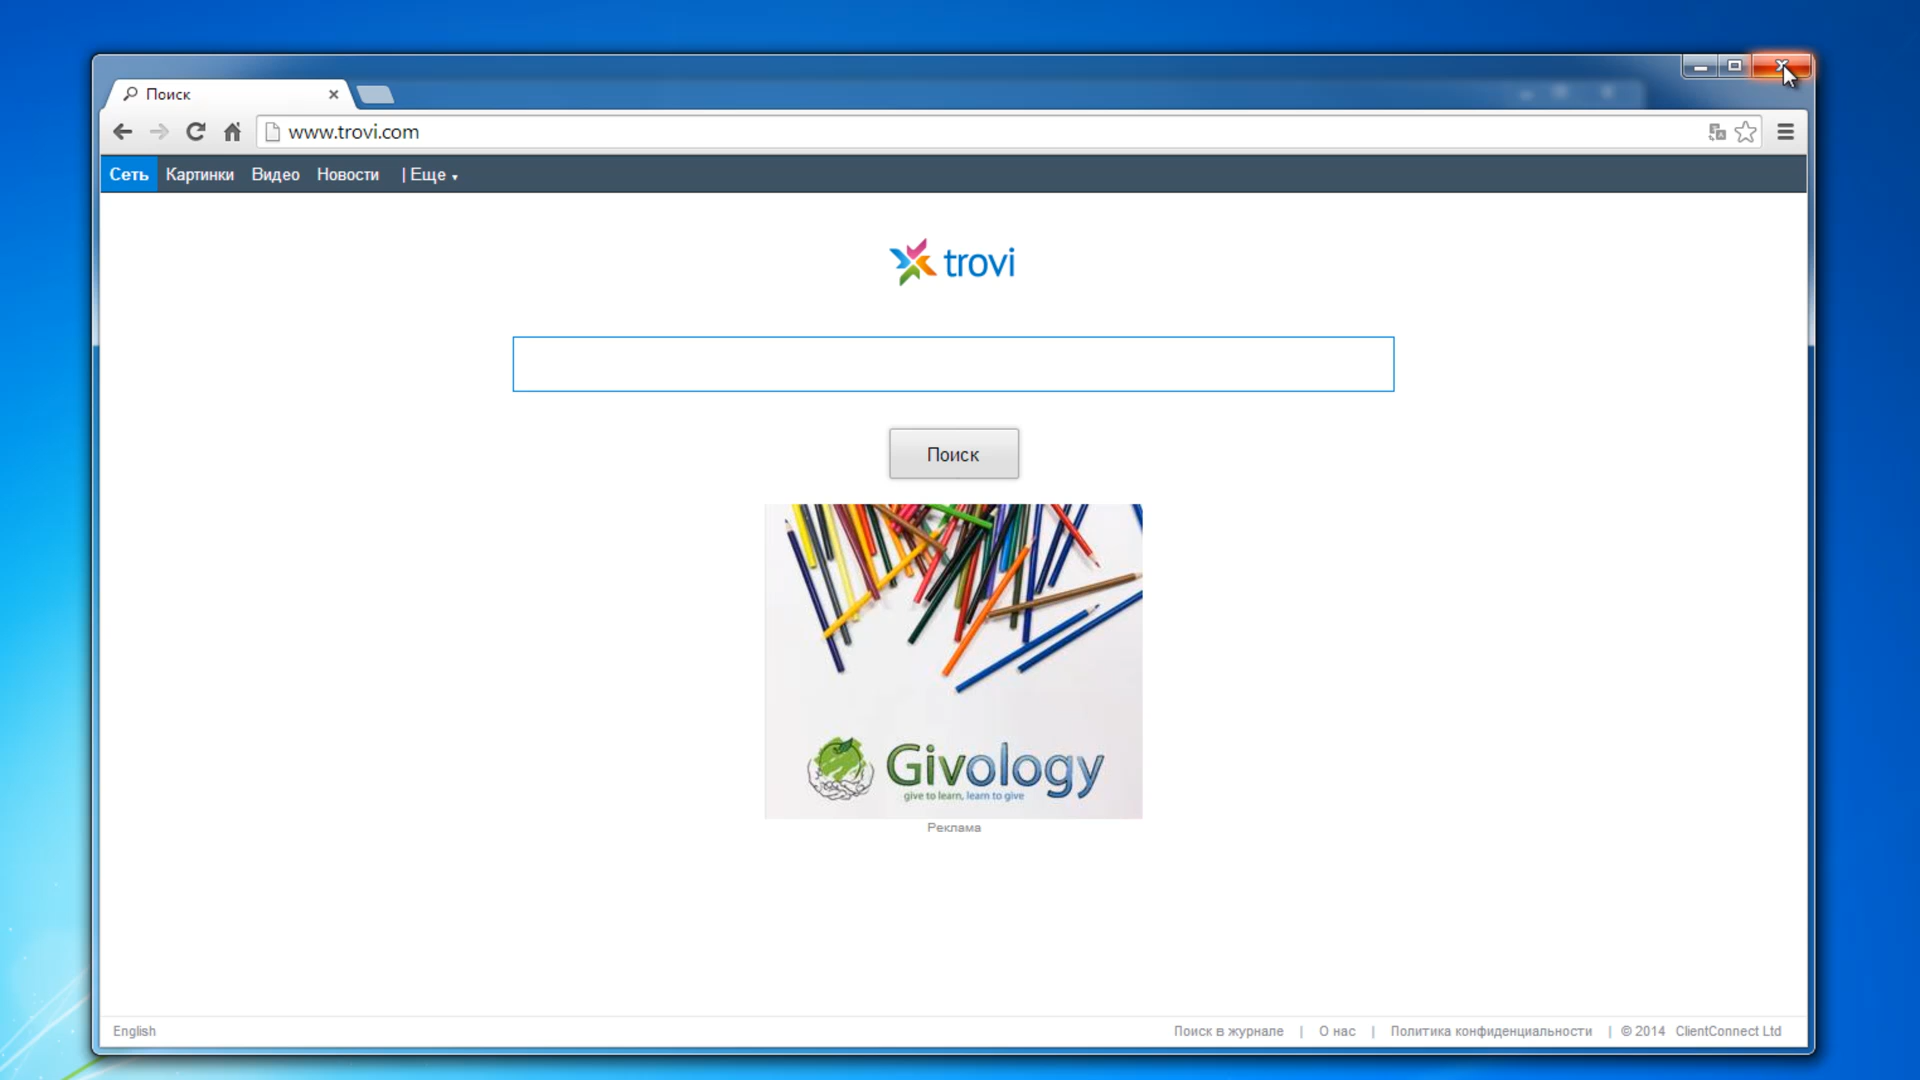 Поиск
www.trovi.com
Сеть Картинки Видео Новости | Еще
trovi
Поиск
Givology
give to learn, learn to give
Реклама
English Поиск в журнале | О нас | Политика конфиденциальности | © 2014 ClientConnect Ltd